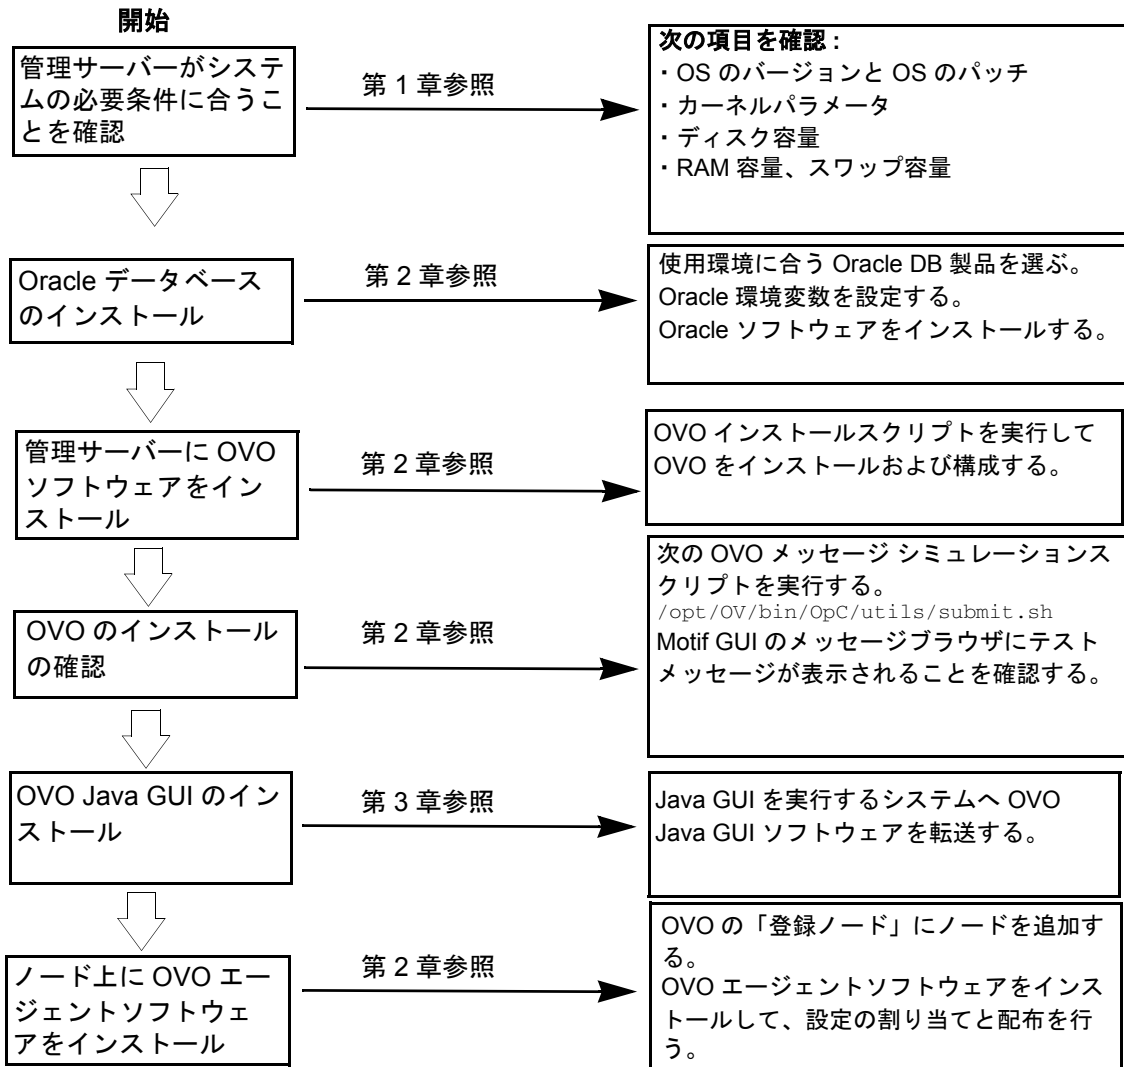 開始
管理サーバーがシステ
ムの必要条件に合うこ
とを確認
第 1 章参照
次の項目を確認 :
・OS のバージョンと OS のパッチ
・カーネルパラメータ
・ディスク容量
・RAM 容量、スワップ容量
Oracle データベース
のインストール
第 2 章参照
使用環境に合う Oracle DB 製品を選ぶ。
Oracle 環境変数を設定する。
Oracle ソフトウェアをインストールする。
管理サーバーに OVO
ソフトウェアをイン
ストール
第 2 章参照
OVO インストールスクリプトを実行して
OVO をインストールおよび構成する。
OVO のインストール
の確認
第 2 章参照
次の OVO メッセージ シミュレーションス
クリプトを実行する。
/opt/OV/bin/OpC/utils/submit.sh
Motif GUI のメッセージブラウザにテスト
メッセージが表示されることを確認する。
OVO Java GUI のイン
ストール
第 3 章参照
Java GUI を実行するシステムへ OVO
Java GUI ソフトウェアを転送する。
ノード上に OVO エー
ジェントソフトウェ
アをインストール
第 2 章参照
OVO の「登録ノード」にノードを追加す
る。
OVO エージェントソフトウェアをインス
トールして、設定の割り当てと配布を行
う。